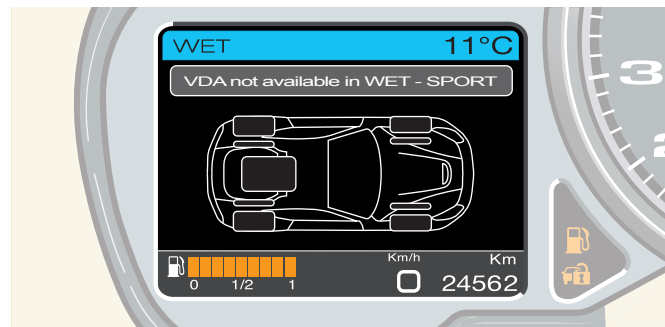 WET 11°C
VDA not available in WET - SPORT
3
2
Km/h Km
0 24562
0 1/2 1